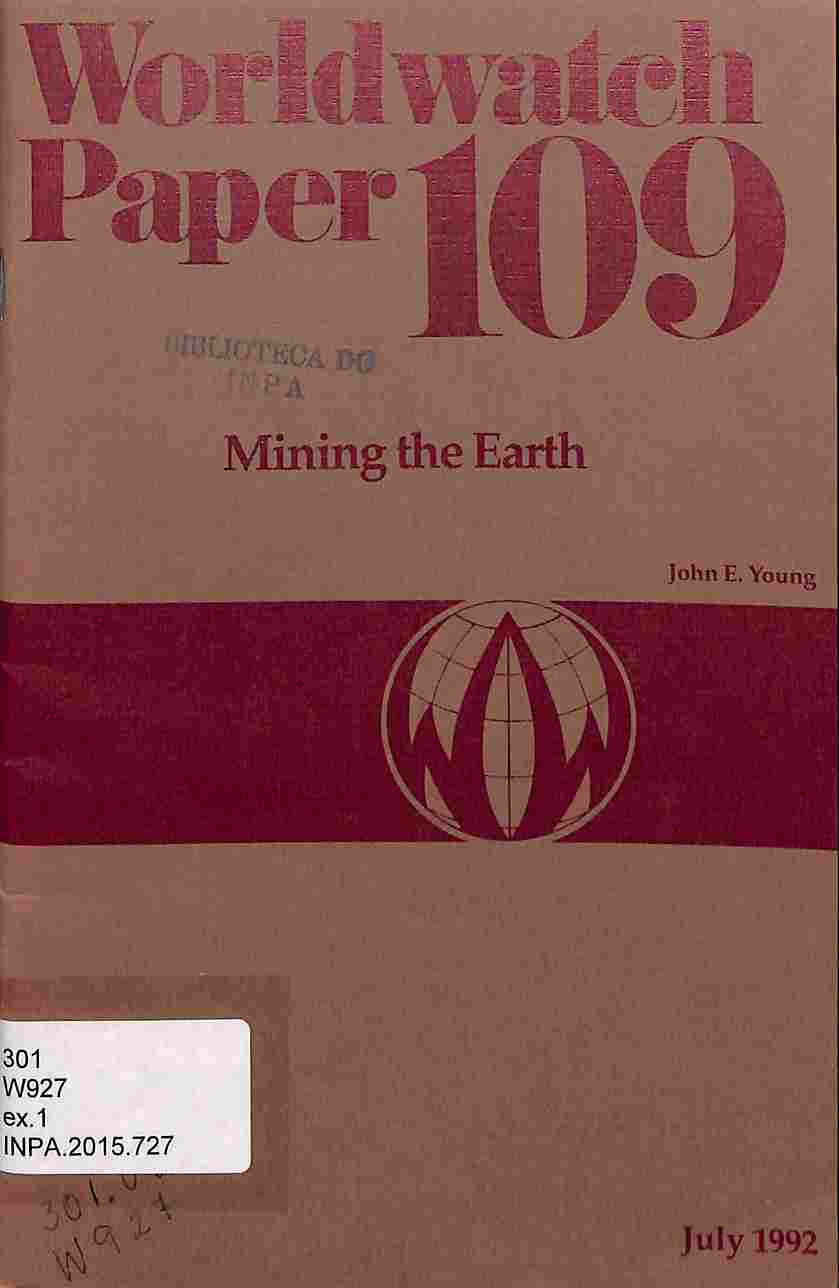 Worldwatch
Paper 109
BIBLIOTECA DO
INPA
Mining the Earth
John E. Young
301
W927
ex.1
INPA.2015.727
W927
July 1992